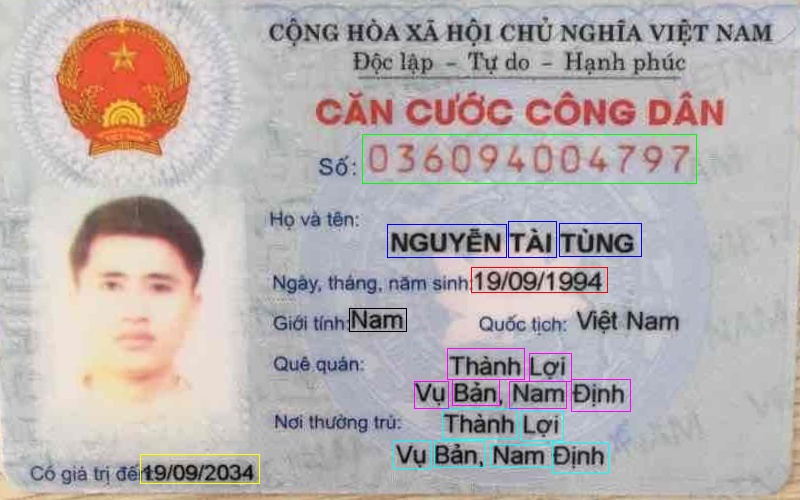 CỘNG HÒA XÃ HỘI CHỦ NGHĨA VIỆT NAM
Độc lập - Tự do - Hạnh phúc
CĂN CƯỚC CÔNG DÂN
Số: 036094004797
Họ và tên:
NGUYỄN TÀI TÙNG
Ngày, tháng, năm sinh: 19/09/1994
Giới tính: Nam Quốc tịch: Việt Nam
Quê quán: Thành Lợi
Vụ Bản, Nam Định
Nơi thường trú: Thành Lợi
Vụ Bản, Nam Định
Có giá trị đến 19/09/2034